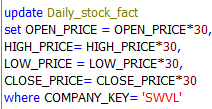 update Daily_stock_fact
set OPEN_PRICE = OPEN_PRICE*30,
HIGH_PRICE= HIGH_PRICE*30,
LOW_PRICE = LOW_PRICE*30,
CLOSE_PRICE= CLOSE_PRICE*30
where COMPANY_KEY= 'SWVL'